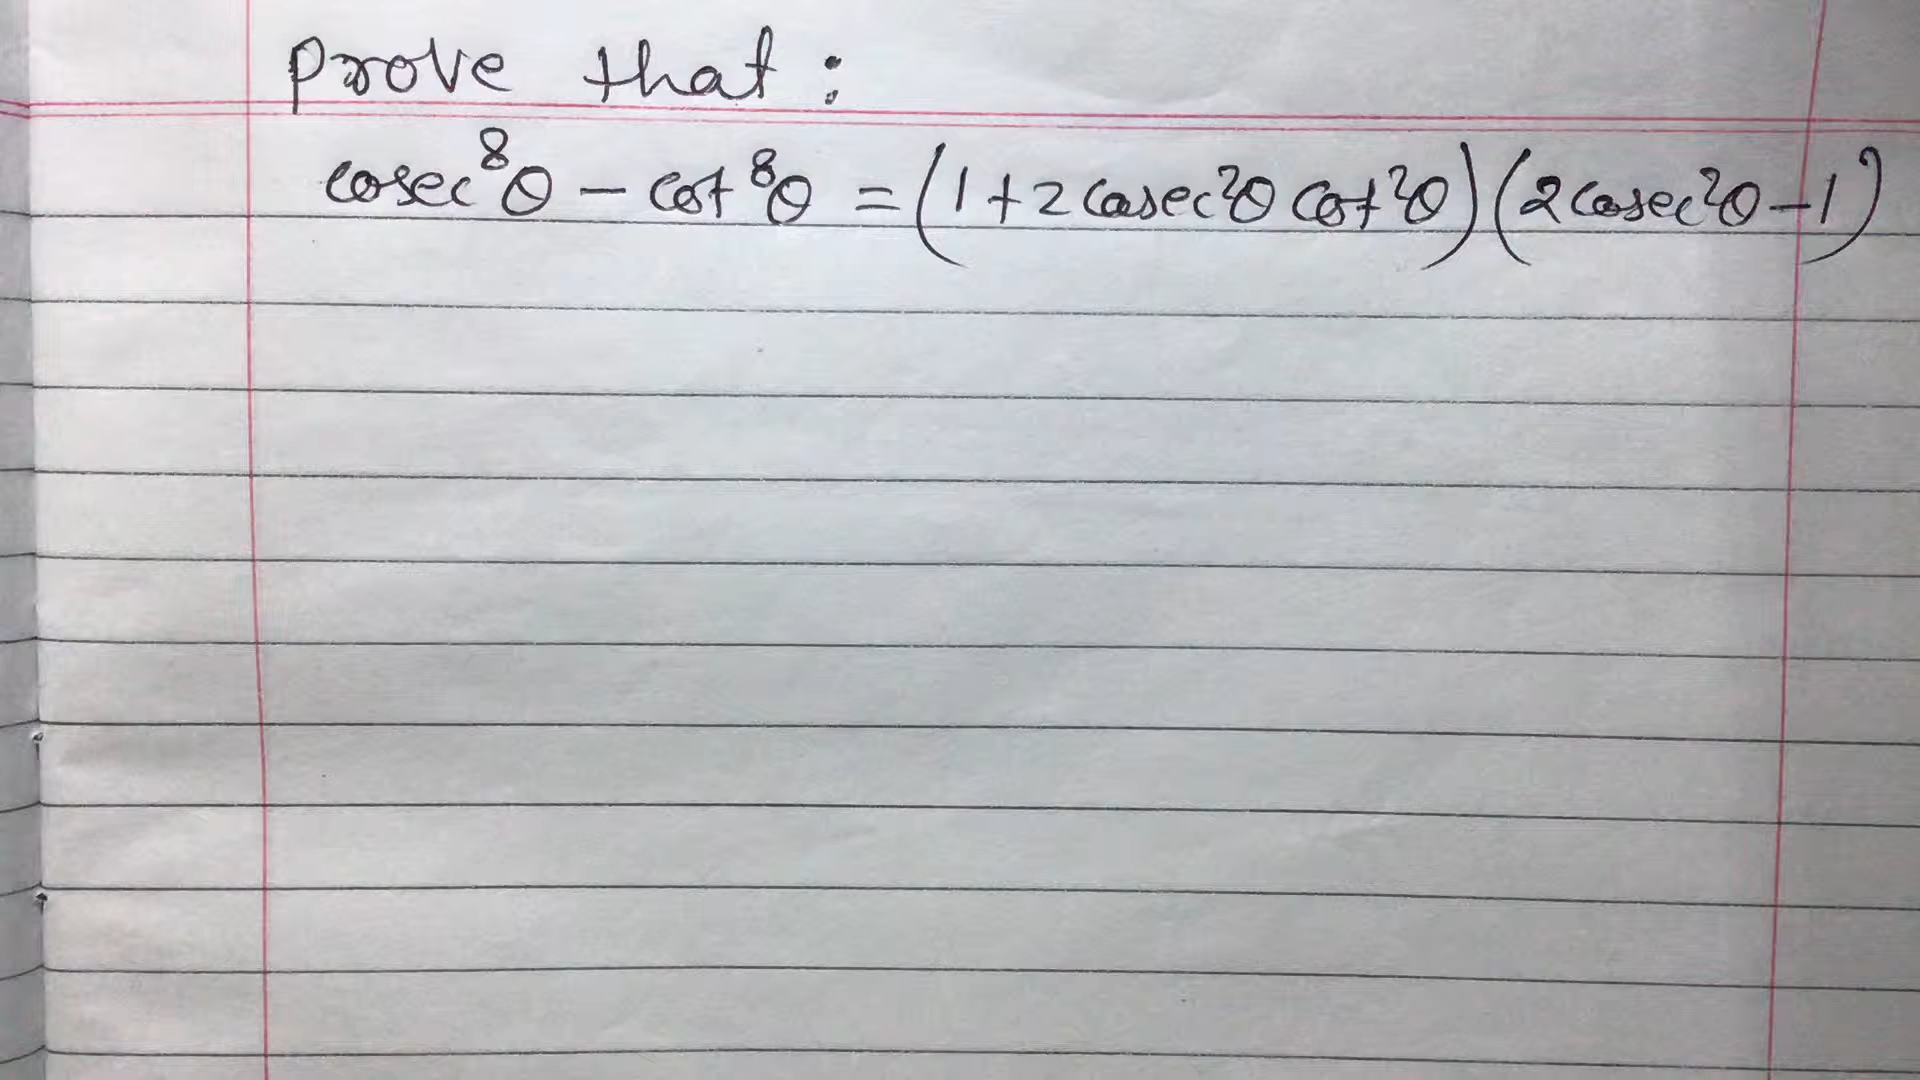 prove that :
cosec⁸θ − cot⁸θ = (1+2cosec²θ cot²θ)(2cosec²θ−1)